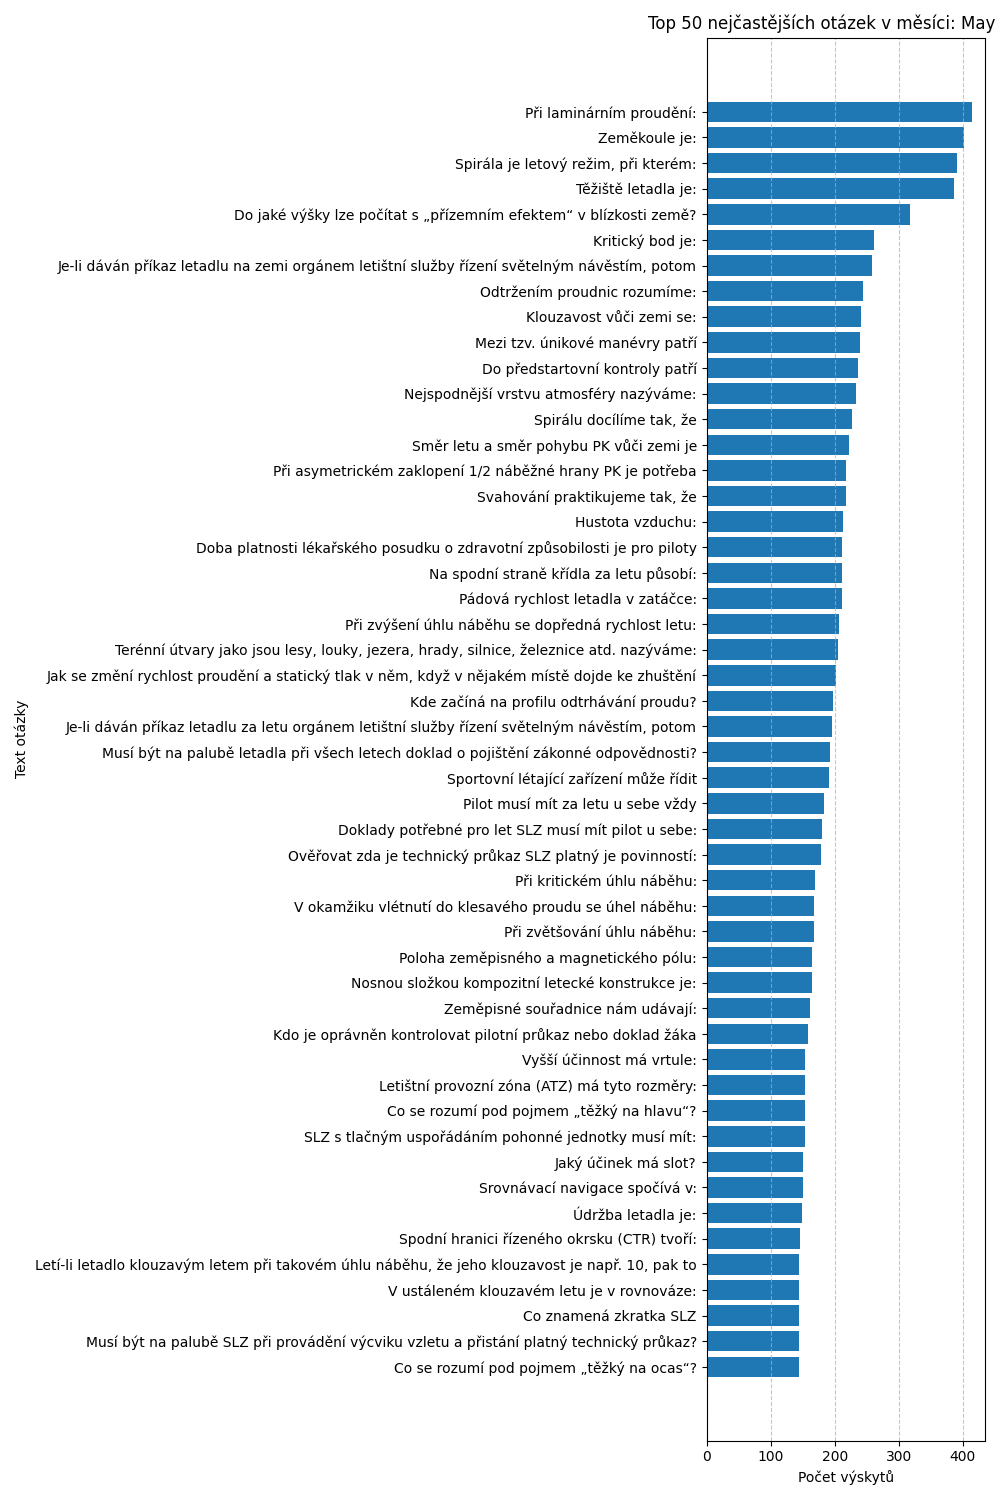 Top 50 nejčastějších otázek v měsíci: May
Při laminárním proudění:
Zeměkoule je:
Spirála je letový režim, při kterém:
Těžiště letadla je:
Do jaké výšky lze počítat s „přízemním efektem“ v blízkosti země?
Kritický bod je:
Je-li dáván příkaz letadlu na zemi orgánem letištní služby řízení světelným návěstím, potom
Odtržením proudnic rozumíme:
Klouzavost vůči zemi se:
Mezi tzv. únikové manévry patří
Do předstartovní kontroly patří
Nejspodnější vrstvu atmosféry nazýváme:
Spirálu docílíme tak, že
Směr letu a směr pohybu PK vůči zemi je
Při asymetrickém zaklopení 1/2 náběžné hrany PK je potřeba
Svahování praktikujeme tak, že
Hustota vzduchu:
Doba platnosti lékařského posudku o zdravotní způsobilosti je pro piloty
Na spodní straně křídla za letu působí:
Pádová rychlost letadla v zatáčce:
Při zvýšení úhlu náběhu se dopředná rychlost letu:
Terénní útvary jako jsou lesy, louky, jezera, hrady, silnice, železnice atd. nazýváme:
Jak se změní rychlost proudění a statický tlak v něm, když v nějakém místě dojde ke zhuštění
Kde začíná na profilu odtrhávání proudu?
Je-li dáván příkaz letadlu za letu orgánem letištní služby řízení světelným návěstím, potom
Musí být na palubě letadla při všech letech doklad o pojištění zákonné odpovědnosti?
Sportovní létající zařízení může řídit
Pilot musí mít za letu u sebe vždy
Doklady potřebné pro let SLZ musí mít pilot u sebe:
Ověřovat zda je technický průkaz SLZ platný je povinností:
Při kritickém úhlu náběhu:
V okamžiku vlétnutí do klesavého proudu se úhel náběhu:
Při zvětšování úhlu náběhu:
Poloha zeměpisného a magnetického pólu:
Nosnou složkou kompozitní letecké konstrukce je:
Zeměpisné souřadnice nám udávají:
Kdo je oprávněn kontrolovat pilotní průkaz nebo doklad žáka
Vyšší účinnost má vrtule:
Letištní provozní zóna (ATZ) má tyto rozměry:
Co se rozumí pod pojmem „těžký na hlavu“?
SLZ s tlačným uspořádáním pohonné jednotky musí mít:
Jaký účinek má slot?
Srovnávací navigace spočívá v:
Údržba letadla je:
Spodní hranici řízeného okrsku (CTR) tvoří:
Letí-li letadlo klouzavým letem při takovém úhlu náběhu, že jeho klouzavost je např. 10, pak to
V ustáleném klouzavém letu je v rovnováze:
Co znamená zkratka SLZ
Musí být na palubě SLZ při provádění výcviku vzletu a přistání platný technický průkaz?
Co se rozumí pod pojmem „těžký na ocas“?
Text otázky
0 100 200 300 400
Počet výskytů